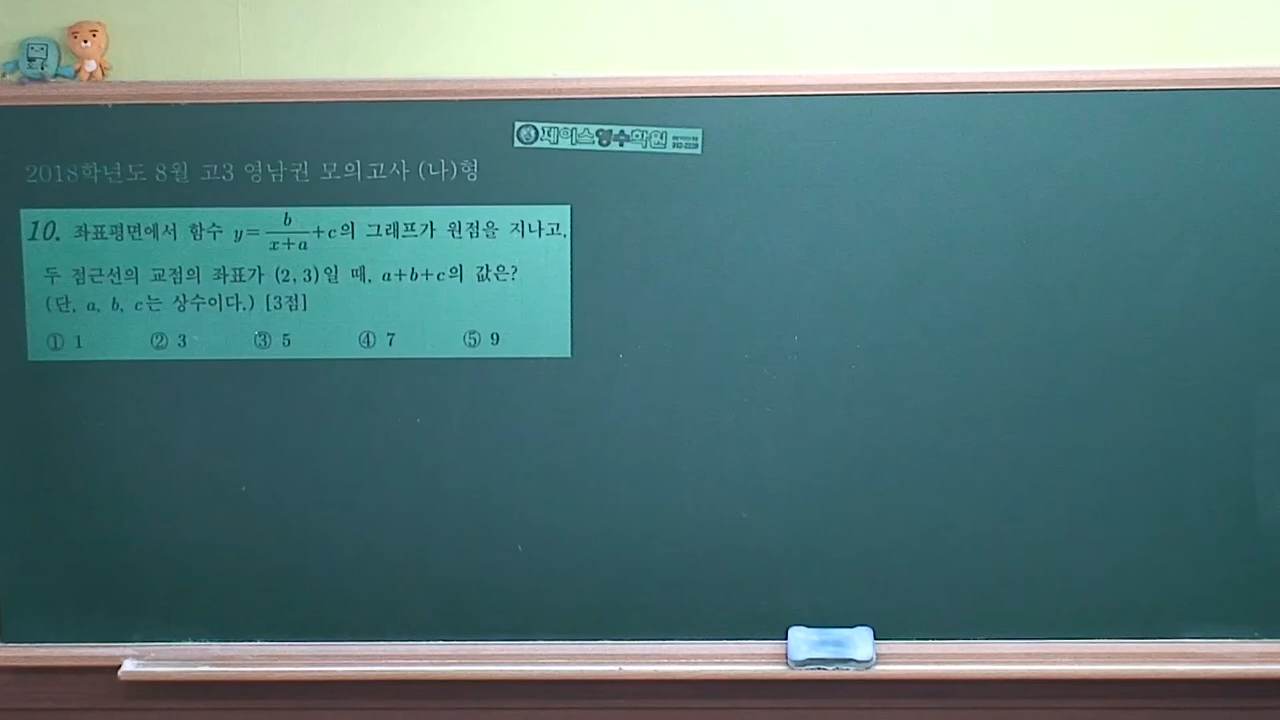 제이스영수학원
2018학년도 8월 고3 영남권 모의고사 (나)형
10. 좌표평면에서 함수 y=b/(x+a)+c의 그래프가 원점을 지나고,
두 점근선의 교점의 좌표가 (2, 3)일 때, a+b+c의 값은?
(단, a, b, c는 상수이다.) [3점]
① 1 ② 3 ③ 5 ④ 7 ⑤ 9